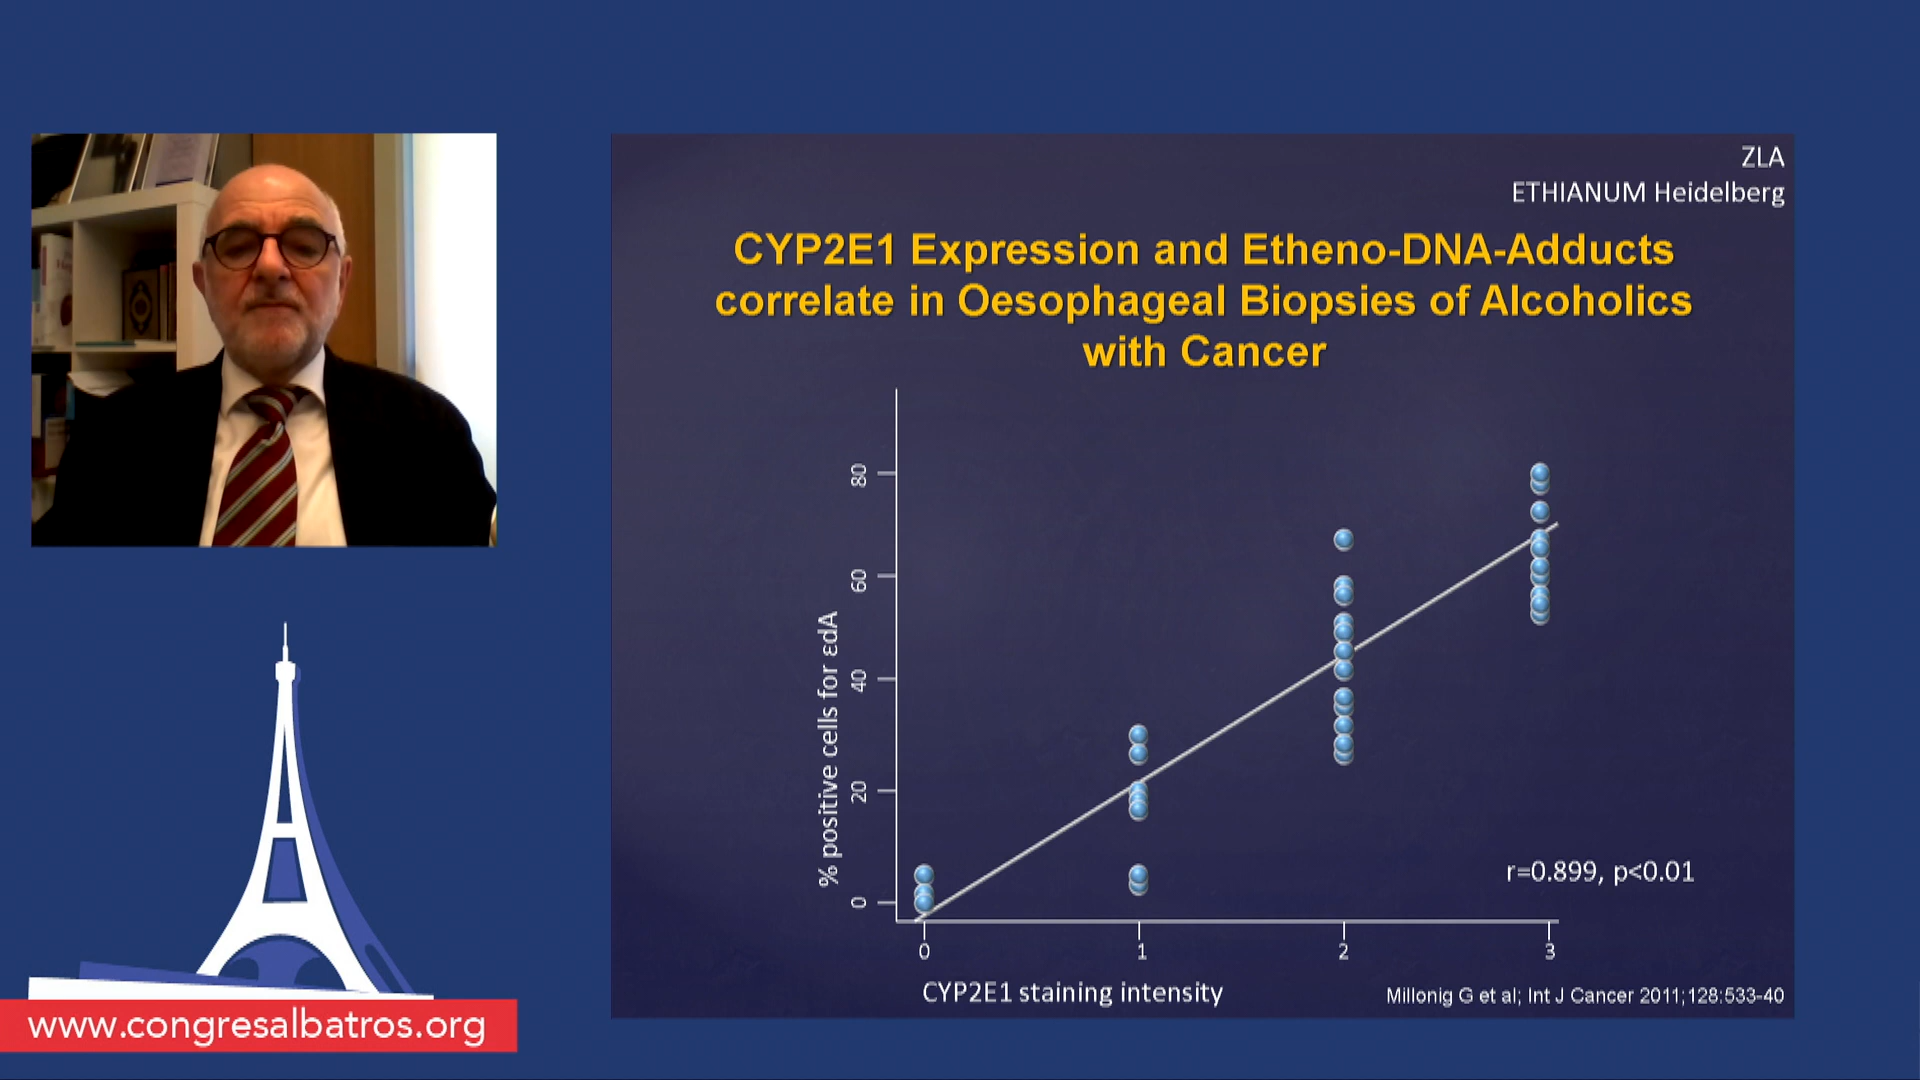 ZLA
ETHIANUM Heidelberg
CYP2E1 Expression and Etheno-DNA-Adducts
correlate in Oesophageal Biopsies of Alcoholics
with Cancer
% positive cells for εdA
80
60
40
20
0
r=0.899, p<0.01
0 1 2 3
CYP2E1 staining intensity
Millonig G et al; Int J Cancer 2011;128:533-40
www.congresalbatros.org